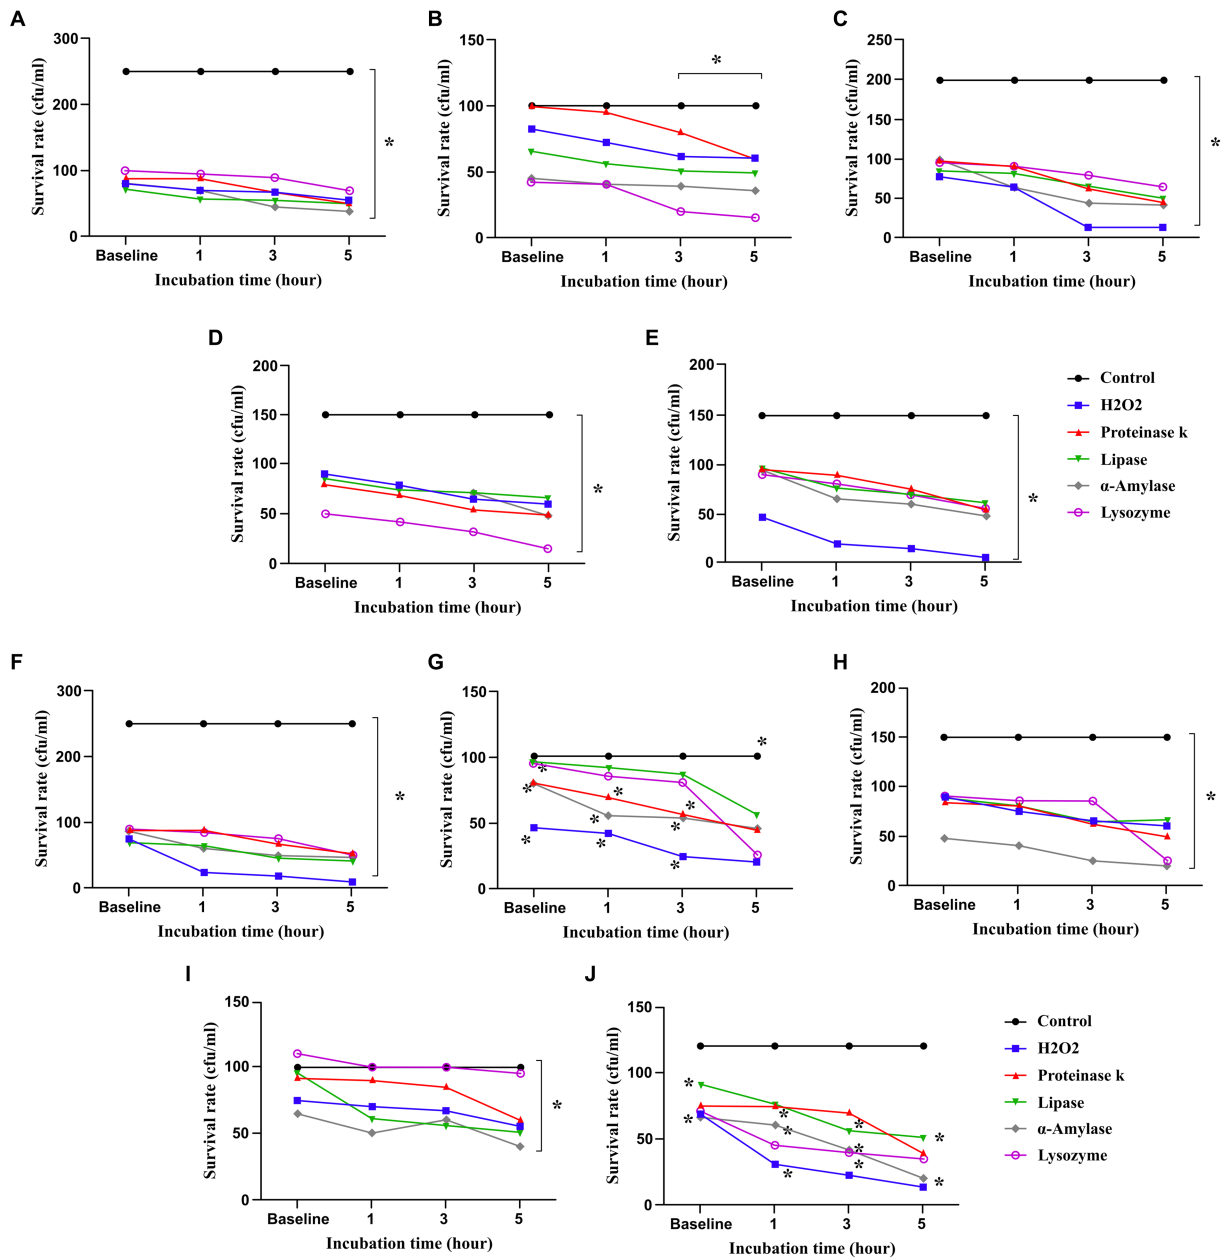 A
Survival rate (cfu/ml)
300
200
100
0
*
Baseline 1 3 5
Incubation time (hour)
B
Survival rate (cfu/ml)
150
100
50
0
*
Baseline 1 3 5
Incubation time (hour)
C
Survival rate (cfu/ml)
250
200
150
100
50
0
*
Baseline 1 3 5
Incubation time (hour)
D
Survival rate (cfu/ml)
200
150
100
50
0
*
Baseline 1 3 5
Incubation time (hour)
E
Survival rate (cfu/ml)
200
150
100
50
0
*
Baseline 1 3 5
Incubation time (hour)
Control
H2O2
Proteinase k
Lipase
α-Amylase
Lysozyme
F
Survival rate (cfu/ml)
300
200
100
0
*
Baseline 1 3 5
Incubation time (hour)
G
Survival rate (cfu/ml)
150
100
50
0
*
*
*
*
*
*
*
*
*
*
*
Baseline 1 3 5
Incubation time (hour)
H
Survival rate (cfu/ml)
200
150
100
50
0
*
Baseline 1 3 5
Incubation time (hour)
I
Survival rate (cfu/ml)
150
100
50
0
*
Baseline 1 3 5
Incubation time (hour)
J
Survival rate (cfu/ml)
150
100
50
0
*
*
*
*
*
*
*
*
*
*
Baseline 1 3 5
Incubation time (hour)
Control
H2O2
Proteinase k
Lipase
α-Amylase
Lysozyme